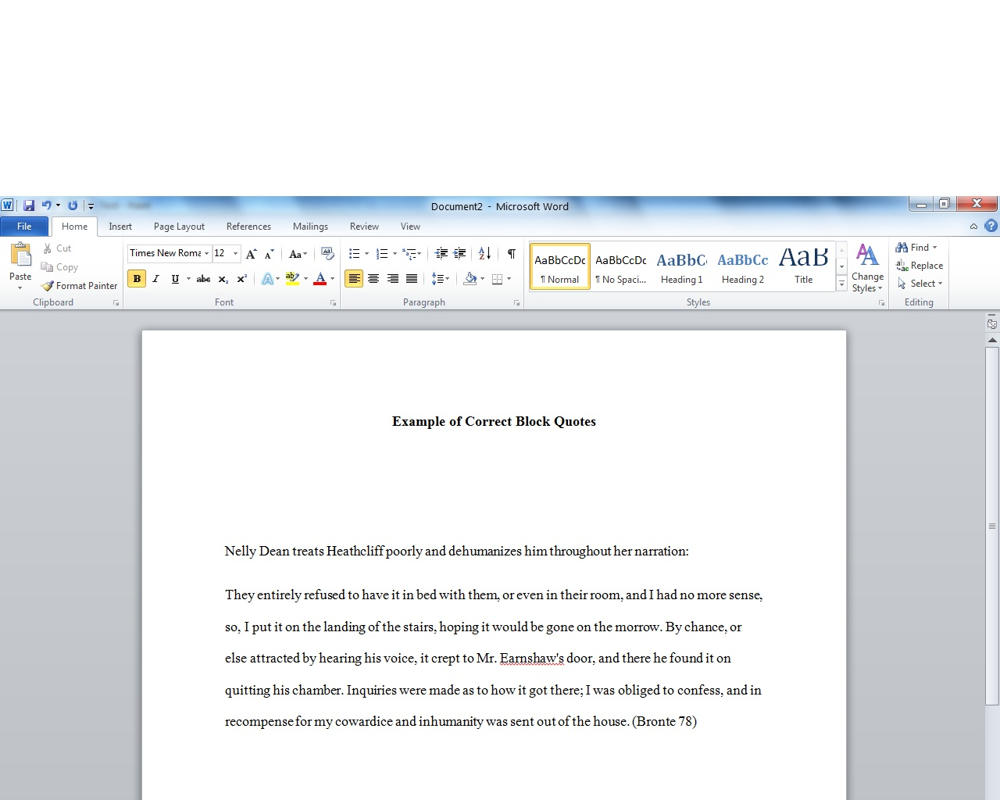 Document2 - Microsoft Word
File Home Insert Page Layout References Mailings Review View
Cut
Copy
Format Painter
Paste
Clipboard
Times New Roma 12
Font
Paragraph
AaBbCcDc AaBbCcDc AaBbC AaBbCc AaB
¶ Normal ¶ No Spaci... Heading 1 Heading 2 Title
Change
Styles
Styles
Find
Replace
Select
Editing
Example of Correct Block Quotes
Nelly Dean treats Heathcliff poorly and dehumanizes him throughout her narration:
They entirely refused to have it in bed with them, or even in their room, and I had no more sense,
so, I put it on the landing of the stairs, hoping it would be gone on the morrow. By chance, or
else attracted by hearing his voice, it crept to Mr. Earnshaw's door, and there he found it on
quitting his chamber. Inquiries were made as to how it got there; I was obliged to confess, and in
recompense for my cowardice and inhumanity was sent out of the house. (Bronte 78)